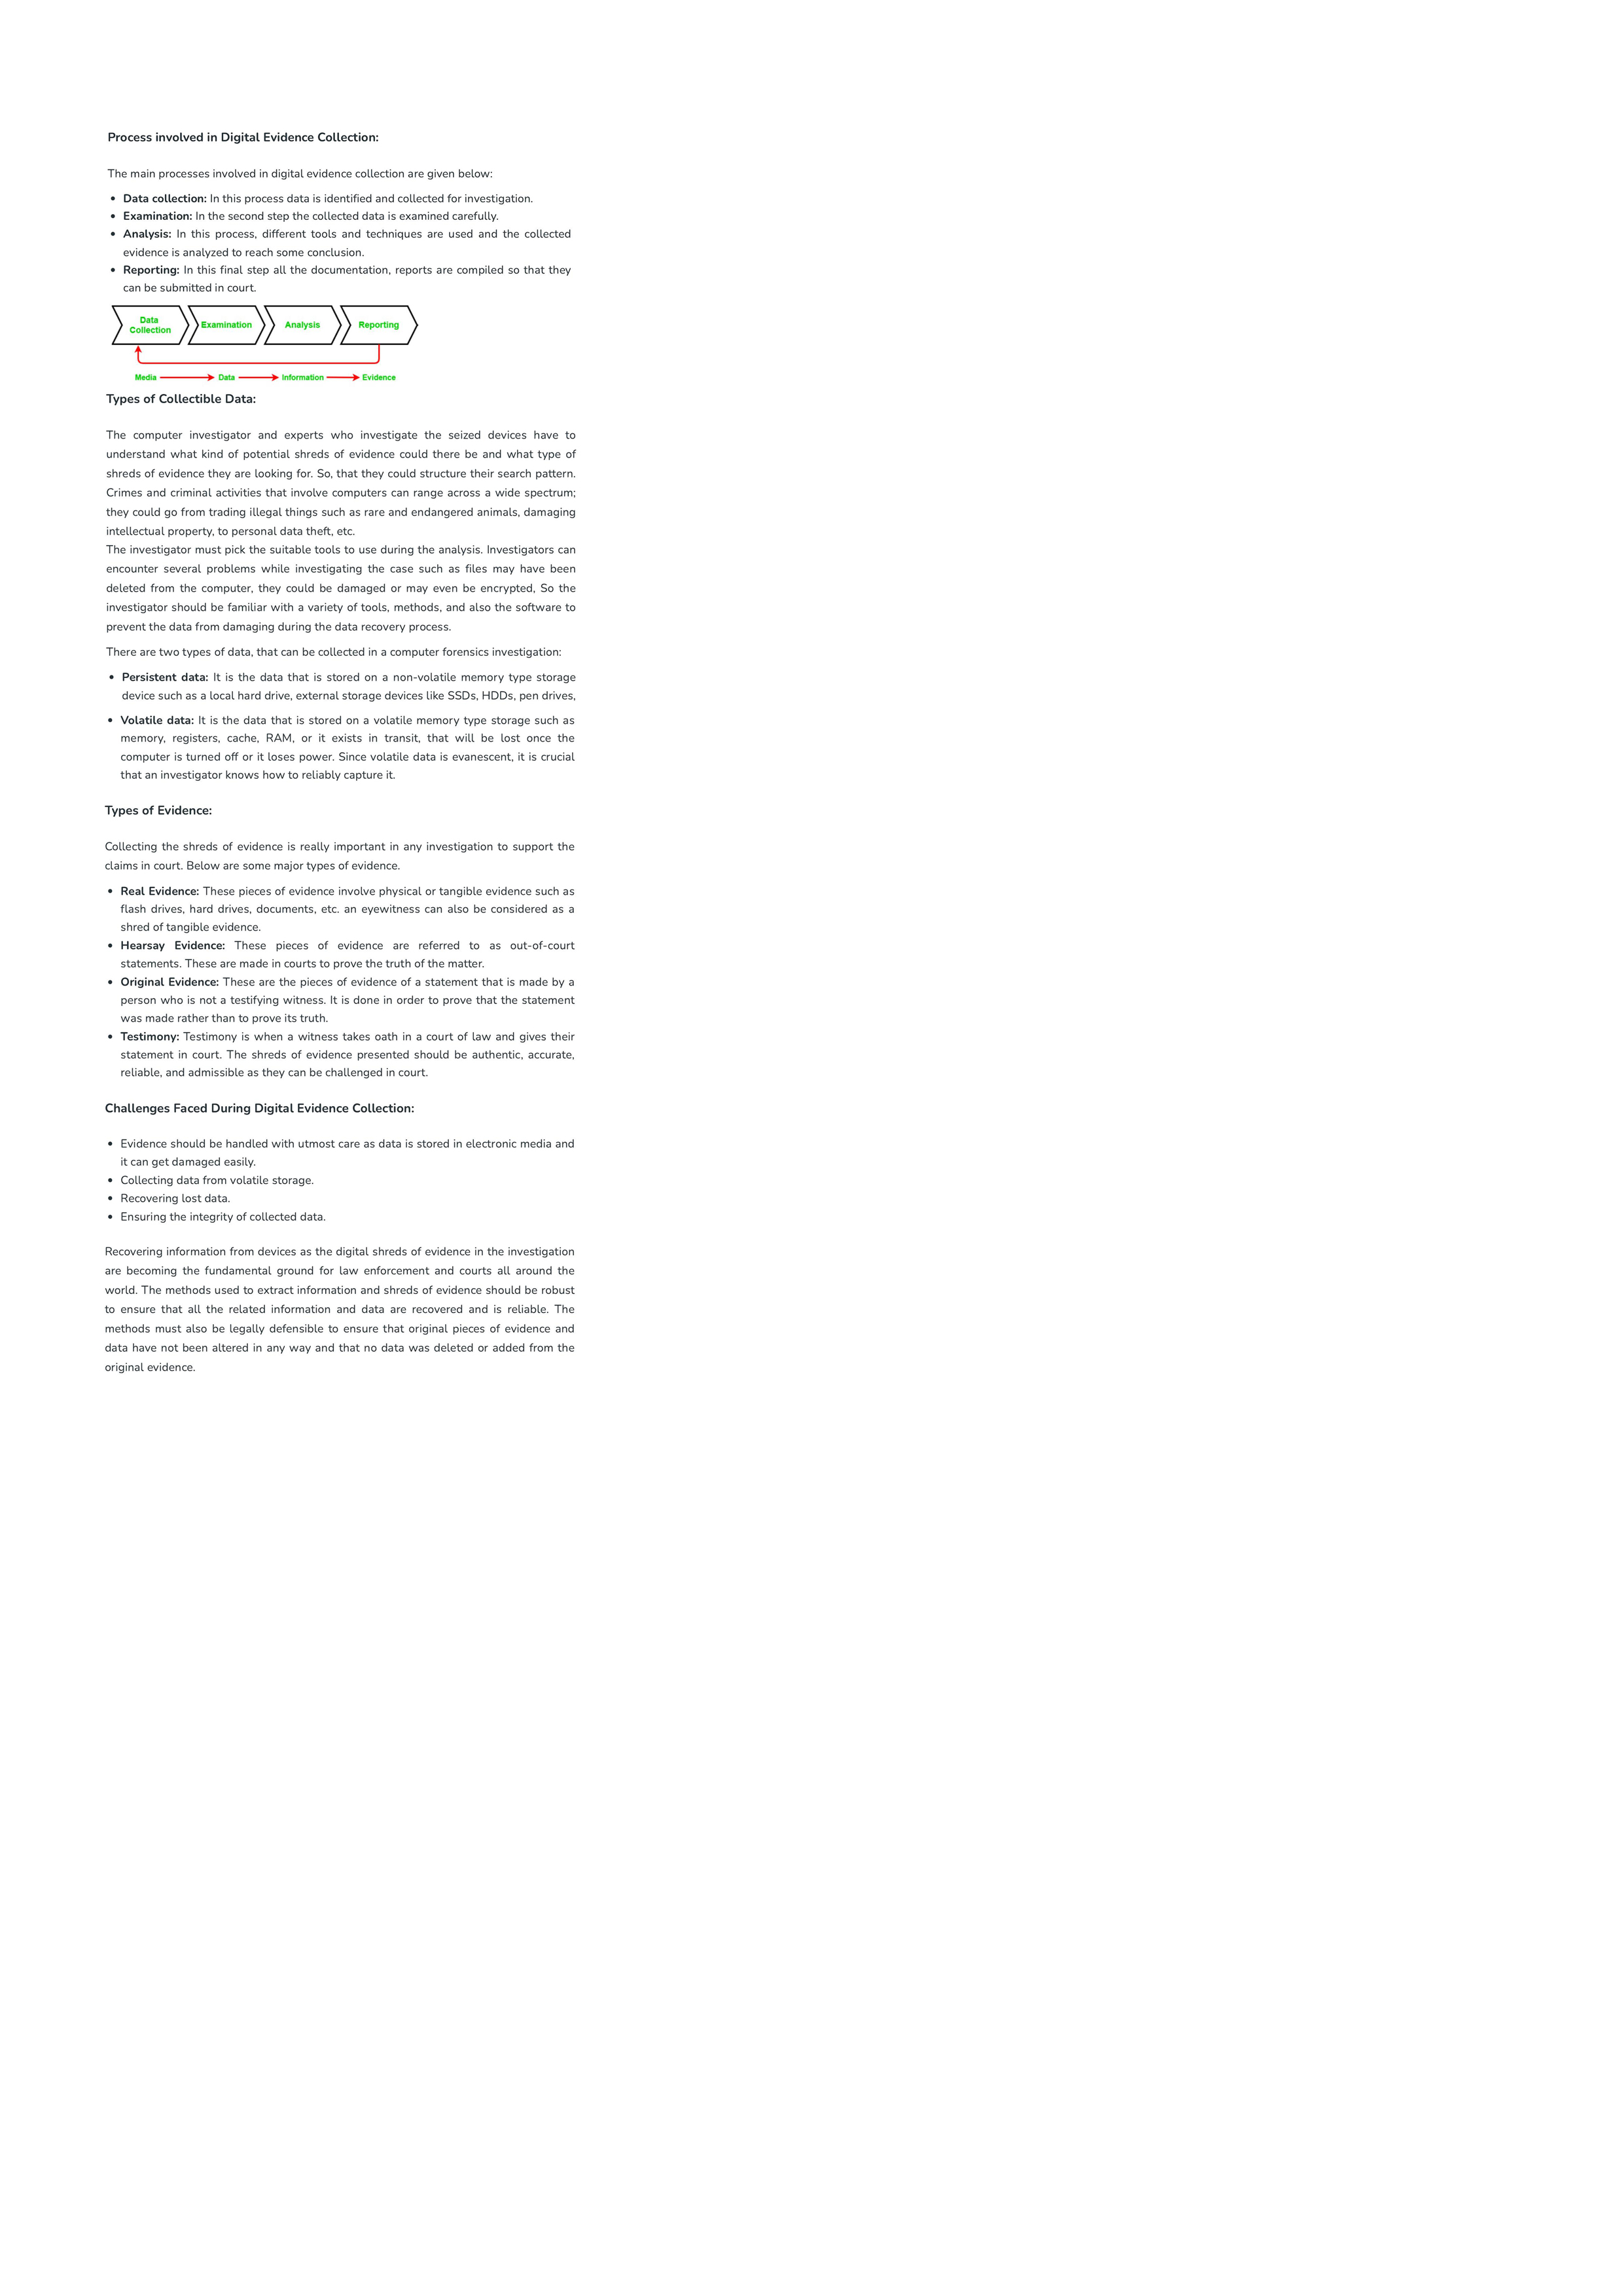 Process involved in Digital Evidence Collection:
The main processes involved in digital evidence collection are given below:
• Data collection: In this process data is identified and collected for investigation.
• Examination: In the second step the collected data is examined carefully.
• Analysis: In this process, different tools and techniques are used and the collected
evidence is analyzed to reach some conclusion.
• Reporting: In this final step all the documentation, reports are compiled so that they
can be submitted in court.
Data
Collection
Examination
Analysis
Reporting
Media
Data
Information
Evidence
Types of Collectible Data:
The computer investigator and experts who investigate the seized devices have to
understand what kind of potential shreds of evidence could there be and what type of
shreds of evidence they are looking for. So, that they could structure their search pattern.
Crimes and criminal activities that involve computers can range across a wide spectrum;
they could go from trading illegal things such as rare and endangered animals, damaging
intellectual property, to personal data theft, etc.
The investigator must pick the suitable tools to use during the analysis. Investigators can
encounter several problems while investigating the case such as files may have been
deleted from the computer, they could be damaged or may even be encrypted, So the
investigator should be familiar with a variety of tools, methods, and also the software to
prevent the data from damaging during the data recovery process.
There are two types of data, that can be collected in a computer forensics investigation:
• Persistent data: It is the data that is stored on a non-volatile memory type storage
device such as a local hard drive, external storage devices like SSDs, HDDs, pen drives,
• Volatile data: It is the data that is stored on a volatile memory type storage such as
memory, registers, cache, RAM, or it exists in transit, that will be lost once the
computer is turned off or it loses power. Since volatile data is evanescent, it is crucial
that an investigator knows how to reliably capture it.
Types of Evidence:
Collecting the shreds of evidence is really important in any investigation to support the
claims in court. Below are some major types of evidence.
• Real Evidence: These pieces of evidence involve physical or tangible evidence such as
flash drives, hard drives, documents, etc. an eyewitness can also be considered as a
shred of tangible evidence.
• Hearsay Evidence: These pieces of evidence are referred to as out-of-court
statements. These are made in courts to prove the truth of the matter.
• Original Evidence: These are the pieces of evidence of a statement that is made by a
person who is not a testifying witness. It is done in order to prove that the statement
was made rather than to prove its truth.
• Testimony: Testimony is when a witness takes oath in a court of law and gives their
statement in court. The shreds of evidence presented should be authentic, accurate,
reliable, and admissible as they can be challenged in court.
Challenges Faced During Digital Evidence Collection:
• Evidence should be handled with utmost care as data is stored in electronic media and
it can get damaged easily.
• Collecting data from volatile storage.
• Recovering lost data.
• Ensuring the integrity of collected data.
Recovering information from devices as the digital shreds of evidence in the investigation
are becoming the fundamental ground for law enforcement and courts all around the
world. The methods used to extract information and shreds of evidence should be robust
to ensure that all the related information and data are recovered and is reliable. The
methods must also be legally defensible to ensure that original pieces of evidence and
data have not been altered in any way and that no data was deleted or added from the
original evidence.